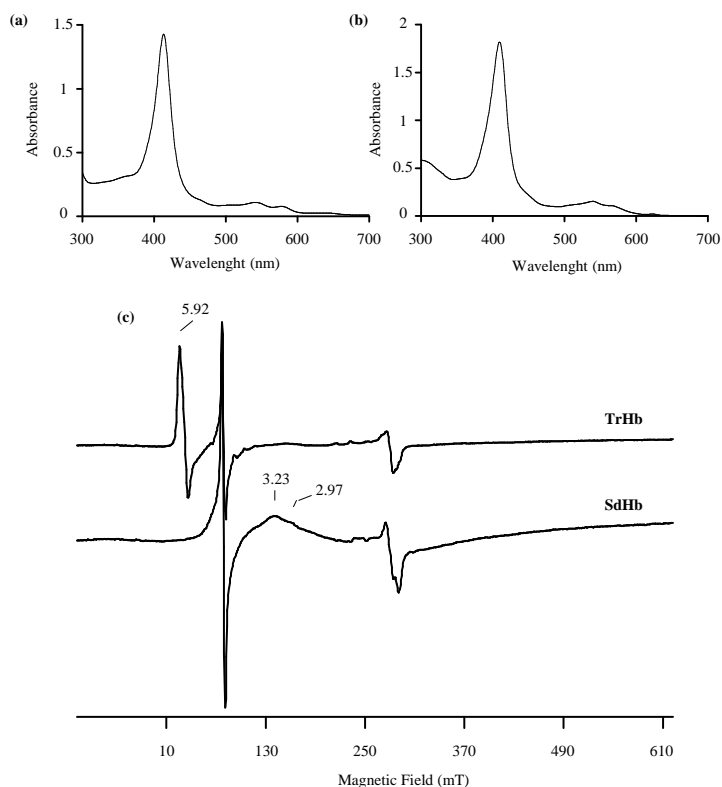 (a)
(b)
1.5
1
0.5
0
Absorbance
300
400
500
600
700
Wavelenght (nm)
2
1.5
1
0.5
0
Absorbance
300
400
500
600
700
Wavelenght (nm)
(c)
5.92
TrHb
3.23
2.97
SdHb
10
130
250
370
490
610
Magnetic Field (mT)